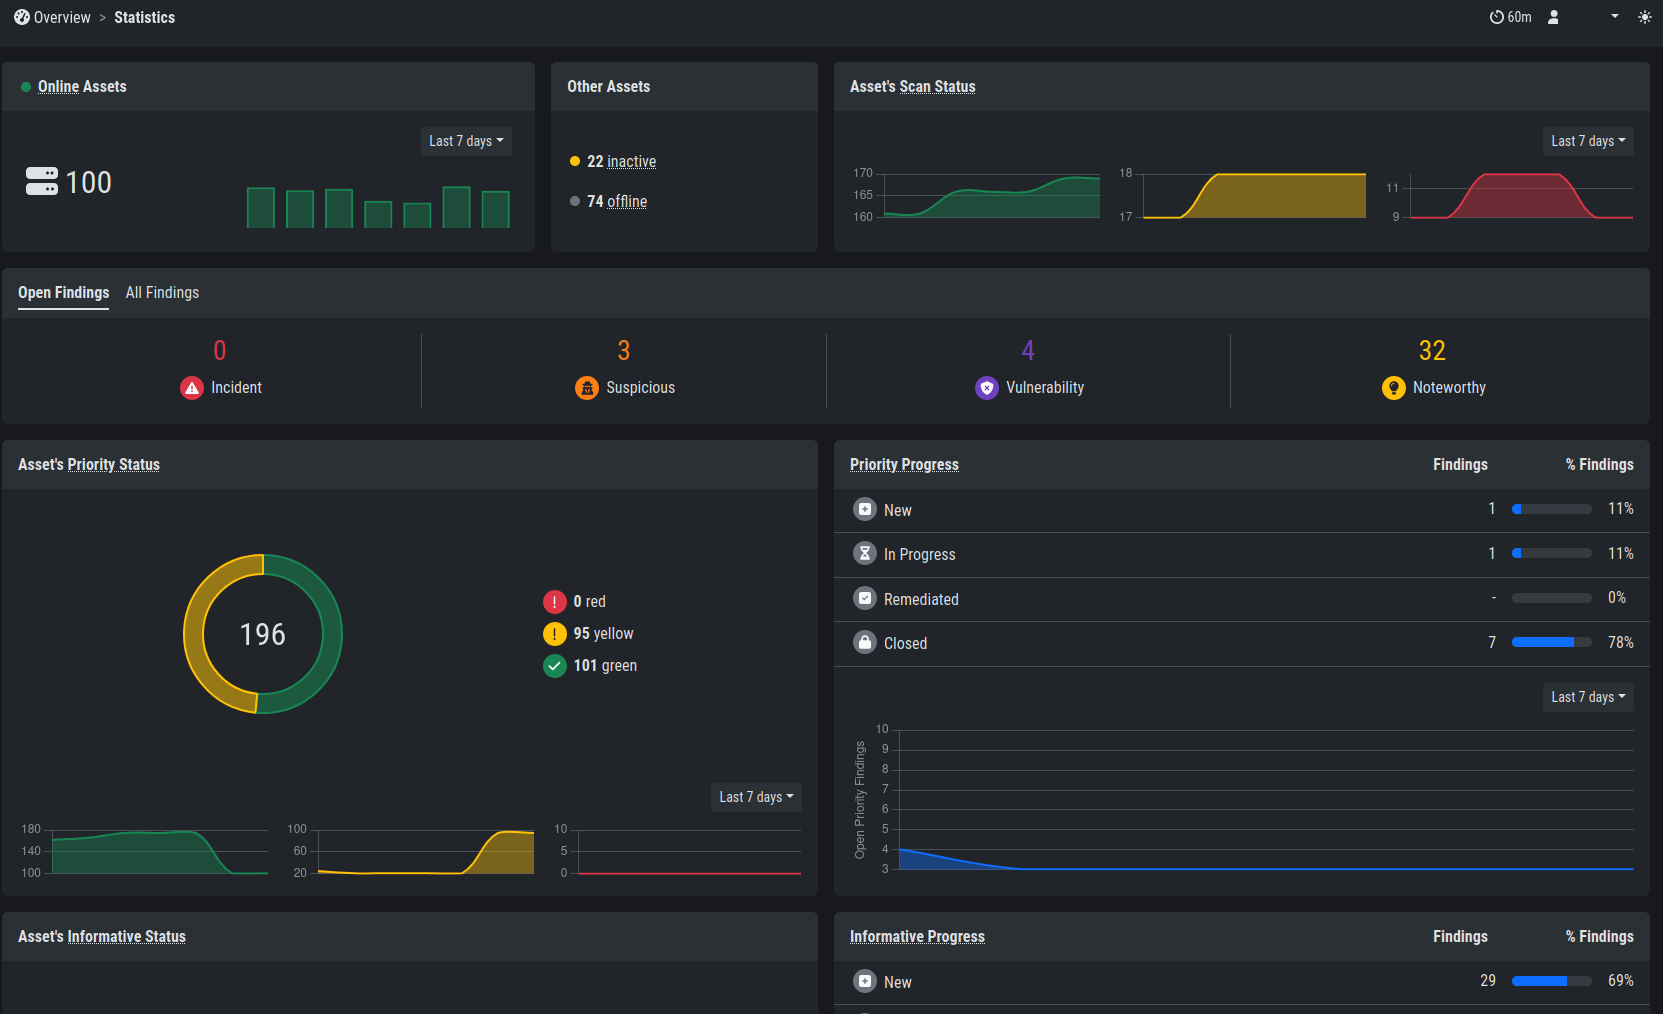 Overview > Statistics
60m
Online Assets
Last 7 days
100
Other Assets
22 inactive
74 offline
Asset's Scan Status
Last 7 days
170
165
160
18
17
11
9
Open Findings
All Findings
0
Incident
3
Suspicious
4
Vulnerability
32
Noteworthy
Asset's Priority Status
196
0 red
95 yellow
101 green
Last 7 days
180
140
100
100
60
20
10
5
0
Priority Progress Findings % Findings
New 1 11%
In Progress 1 11%
Remediated - 0%
Closed 7 78%
Last 7 days
Open Priority Findings
10
9
8
7
6
5
4
3
Asset's Informative Status
Informative Progress Findings % Findings
New 29 69%